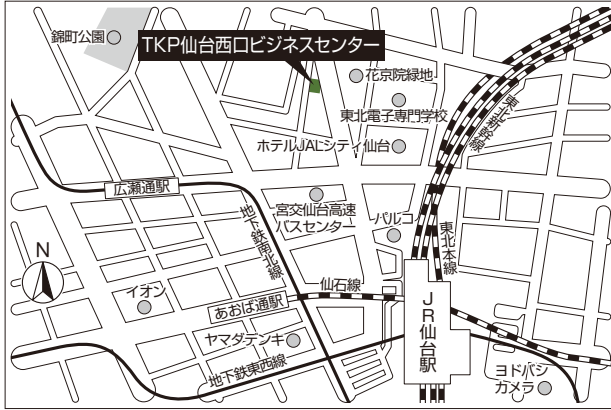 錦町公園
TKP仙台西口ビジネスセンター
花京院緑地
東北電子専門学校
ホテルJALシティ仙台
東北新幹線
広瀬通駅
宮交仙台高速
バスセンター
地下鉄南北線
パルコ
東北本線
N
仙石線
イオン
あおば通駅
JR仙台駅
ヤマダデンキ
地下鉄東西線
ヨドバシ
カメラ